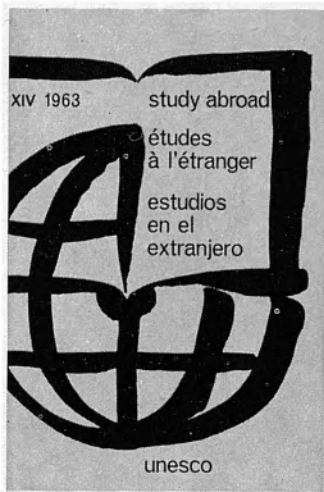 XIV 1963
study abroad
études
à l'étranger
estudios
en el
extranjero
unesco